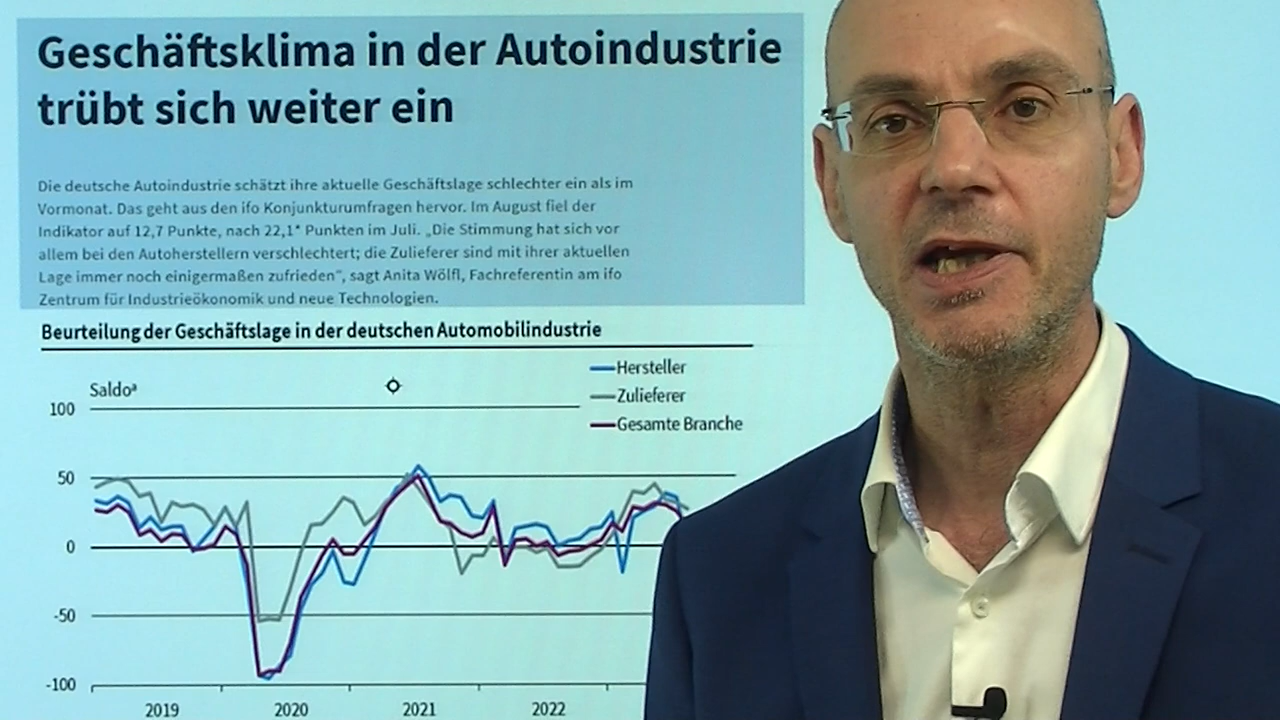 Geschäftsklima in der Autoindustrie
trübt sich weiter ein
Die deutsche Autoindustrie schätzt ihre aktuelle Geschäftslage schlechter ein als im
Vormonat. Das geht aus den ifo Konjunkturumfragen hervor. Im August fiel der
Indikator auf 12,7 Punkte, nach 22,1* Punkten im Juli. „Die Stimmung hat sich vor
allem bei den Autoherstellern verschlechtert; die Zulieferer sind mit ihrer aktuellen
Lage immer noch einigermaßen zufrieden“, sagt Anita Wölfl, Fachreferentin am ifo
Zentrum für Industrieökonomik und neue Technologien.
Beurteilung der Geschäftslage in der deutschen Automobilindustrie
Hersteller
Saldoª
Zulieferer
100
Gesamte Branche
50
0
-50
-100
2019 2020 2021 2022